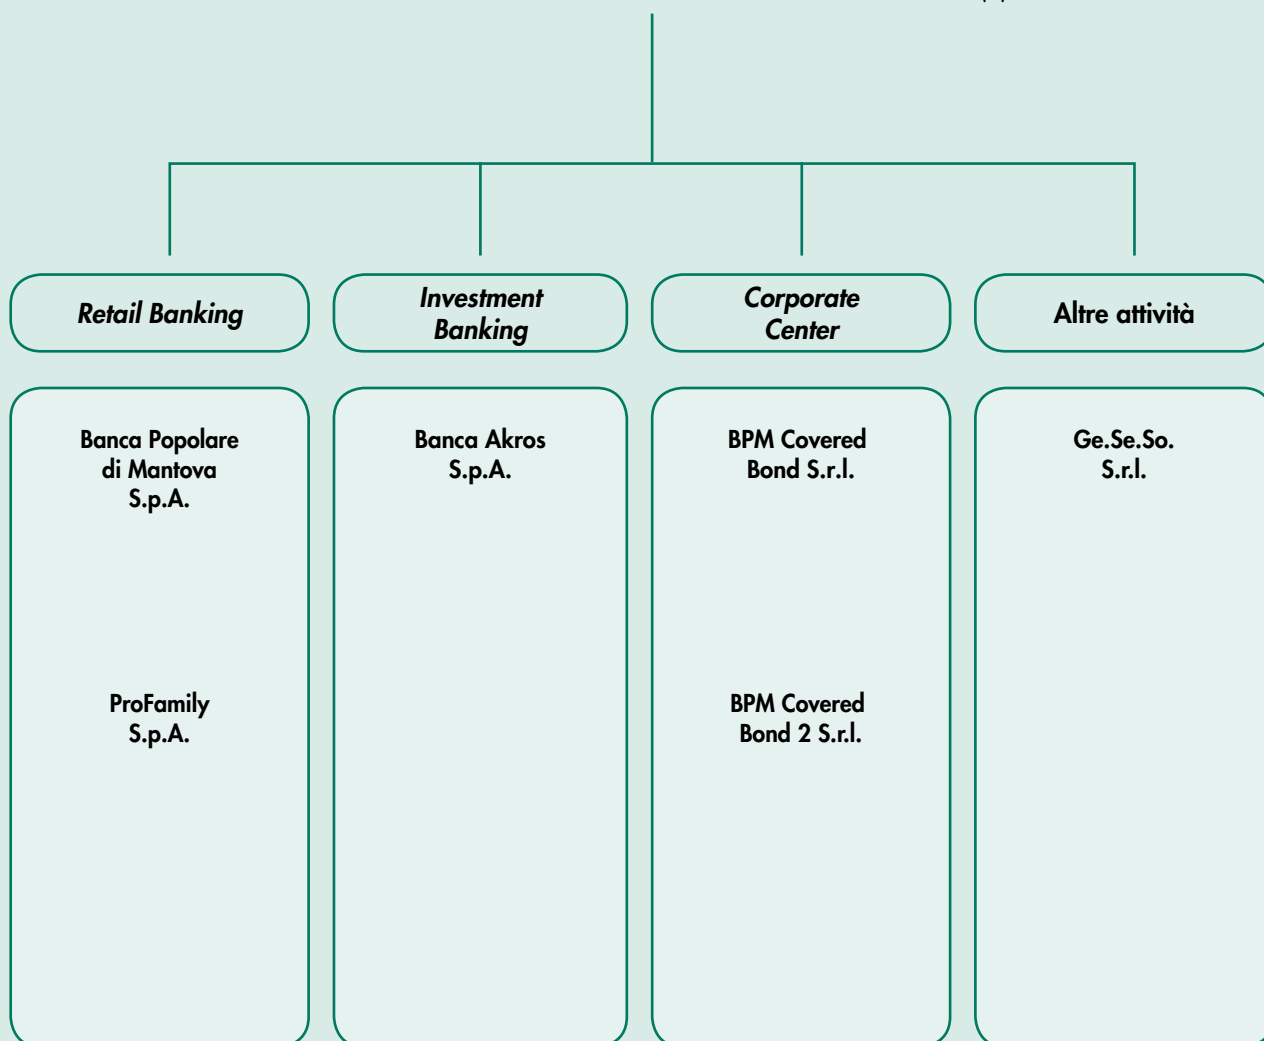 Retail Banking
Investment
Banking
Corporate
Center
Altre attività
Banca Popolare
di Mantova
S.p.A.
ProFamily
S.p.A.
Banca Akros
S.p.A.
BPM Covered
Bond S.r.l.
BPM Covered
Bond 2 S.r.l.
Ge.Se.So.
S.r.l.